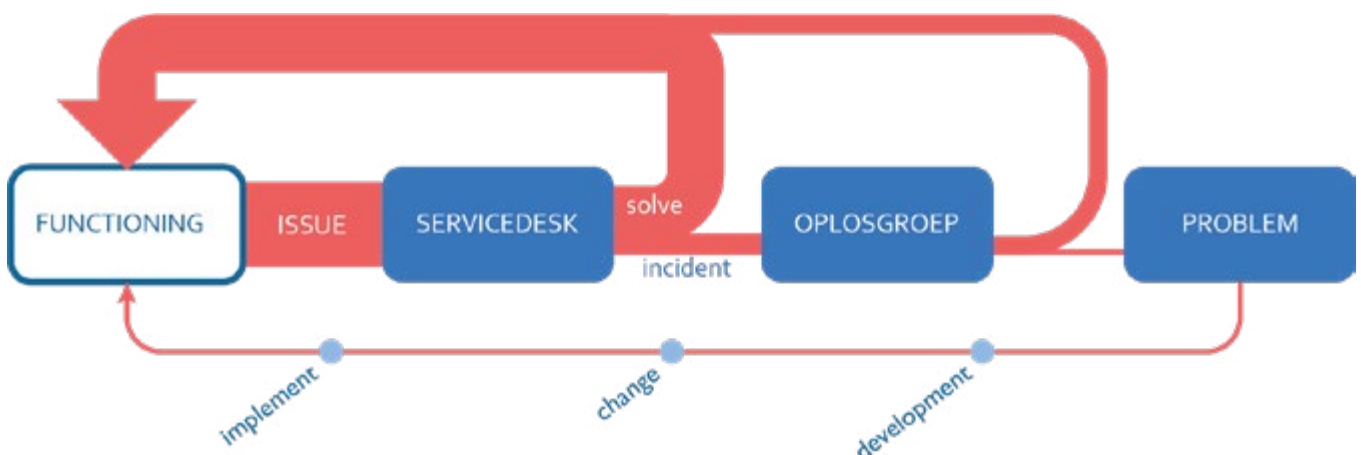 FUNCTIONING
ISSUE
SERVICEDESK
solve
incident
OPLOSGROEP
PROBLEM
implement
change
development